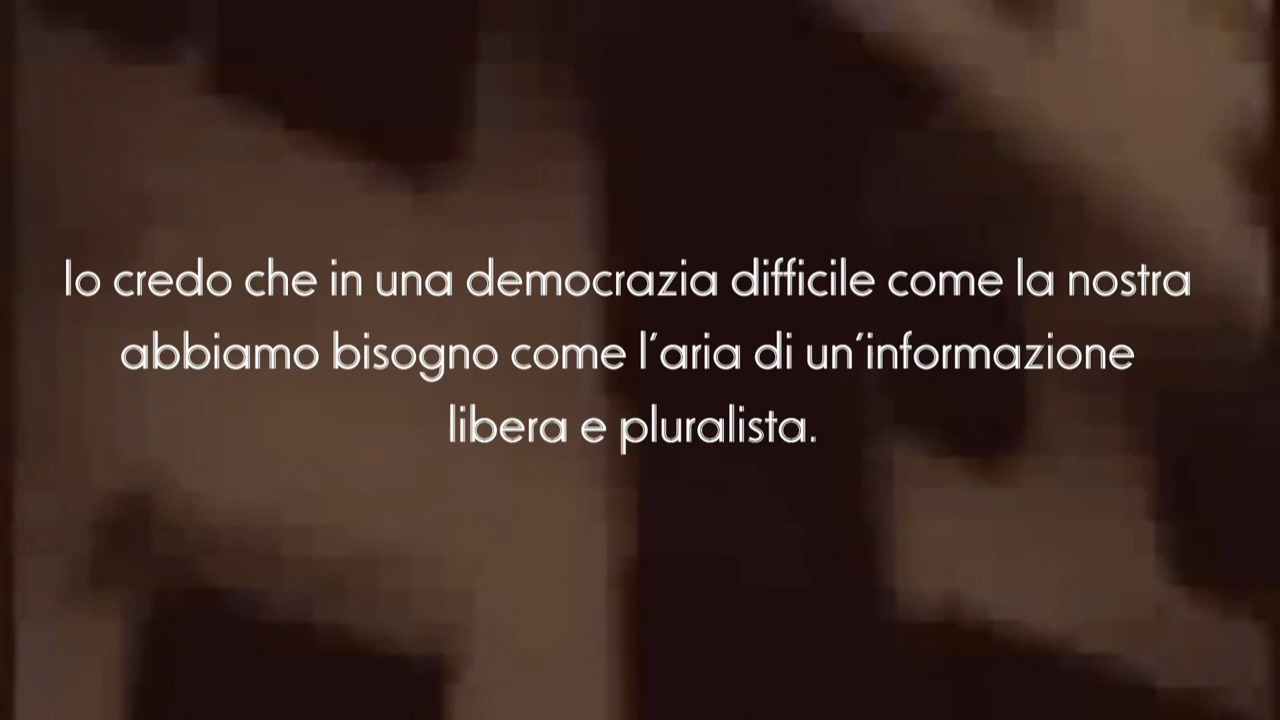 Io credo che in una democrazia difficile come la nostra
abbiamo bisogno come l´aria di un´informazione
libera e pluralista.